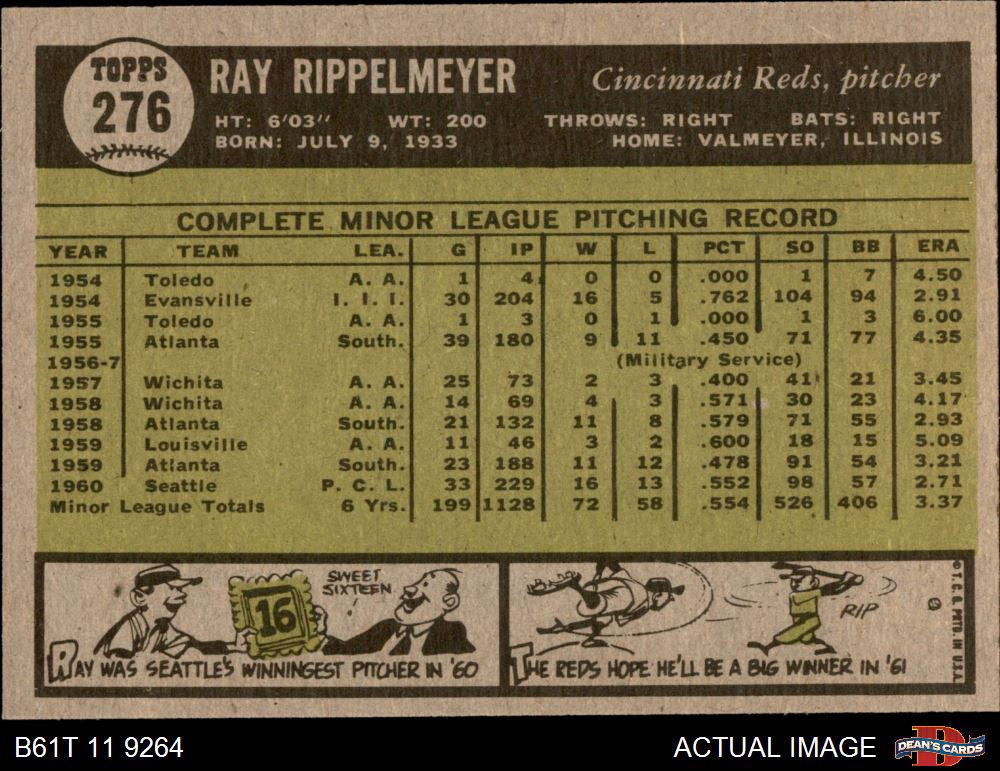 TOPPS
276
RAY RIPPELMEYER Cincinnati Reds, pitcher
HT: 6'03" WT: 200 THROWS: RIGHT BATS: RIGHT
BORN: JULY 9, 1933 HOME: VALMEYER, ILLINOIS
COMPLETE MINOR LEAGUE PITCHING RECORD
YEAR TEAM LEA. G IP W L PCT SO BB ERA
1954 Toledo A. A. 1 4 0 0 .000 1 7 4.50
1954 Evansville I. I. I. 30 204 16 5 .762 104 94 2.91
1955 Toledo A. A. 1 3 0 1 .000 1 3 6.00
1955 Atlanta South. 39 180 9 11 .450 71 77 4.35
1956-7 (Military Service)
1957 Wichita A. A. 25 73 2 3 .400 41 21 3.45
1958 Wichita A. A. 14 69 4 3 .571 30 23 4.17
1958 Atlanta South. 21 132 11 8 .579 71 55 2.93
1959 Louisville A. A. 11 46 3 2 .600 18 15 5.09
1959 Atlanta South. 23 188 11 12 .478 91 54 3.21
1960 Seattle P. C. L. 33 229 16 13 .552 98 57 2.71
Minor League Totals 6 Yrs. 199 1128 72 58 .554 526 406 3.37
SWEET
SIXTEEN
!
16
RAY WAS SEATTLE'S WINNINGEST PITCHER IN '60
RIP
THE REDS HOPE HE'LL BE A BIG WINNER IN '61
© T. C. G. PRTD. IN U.S.A.
B61T 11 9264 ACTUAL IMAGE DEAN'S CARDS